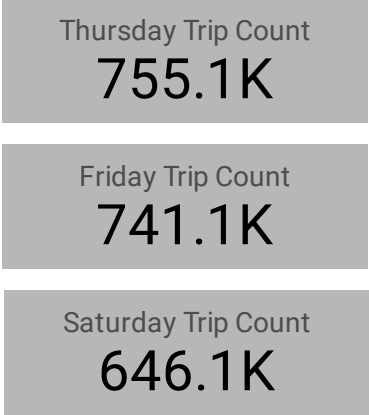 Thursday Trip Count
755.1K
Friday Trip Count
741.1K
Saturday Trip Count
646.1K